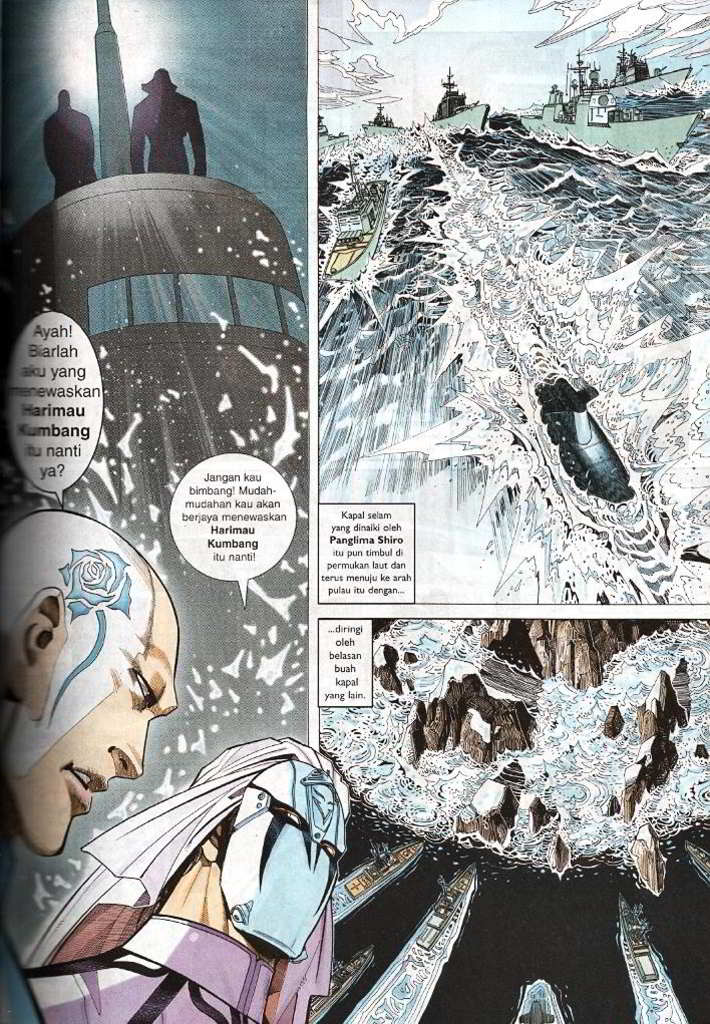 Ayah!
Biarlah
aku yang
menewaskan
Harimau
Kumbang
itu nanti
ya?
Jangan kau
bimbang! Mudah-
mudahan kau akan
berjaya menewaskan
Harimau
Kumbang
itu nanti!
Kapal selam
yang dinaiki oleh
Panglima Shiro
itu pun timbul di
permukan laut dan
terus menuju ke arah
pulau itu dengan...
...diringi
oleh
belasan
buah
kapal
yang lain.